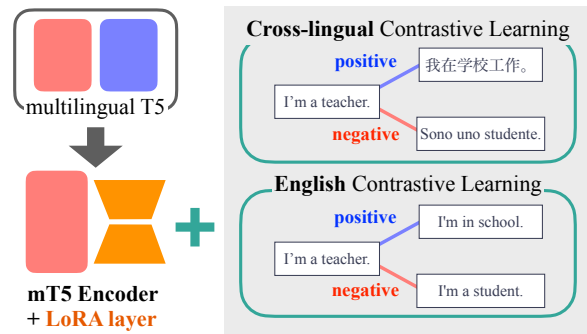 multilingual T5
mT5 Encoder
+ LoRA layer
Cross-lingual Contrastive Learning
positive
我在学校工作。
I'm a teacher.
negative
Sono uno studente.
English Contrastive Learning
positive
I'm in school.
I'm a teacher.
negative
I'm a student.